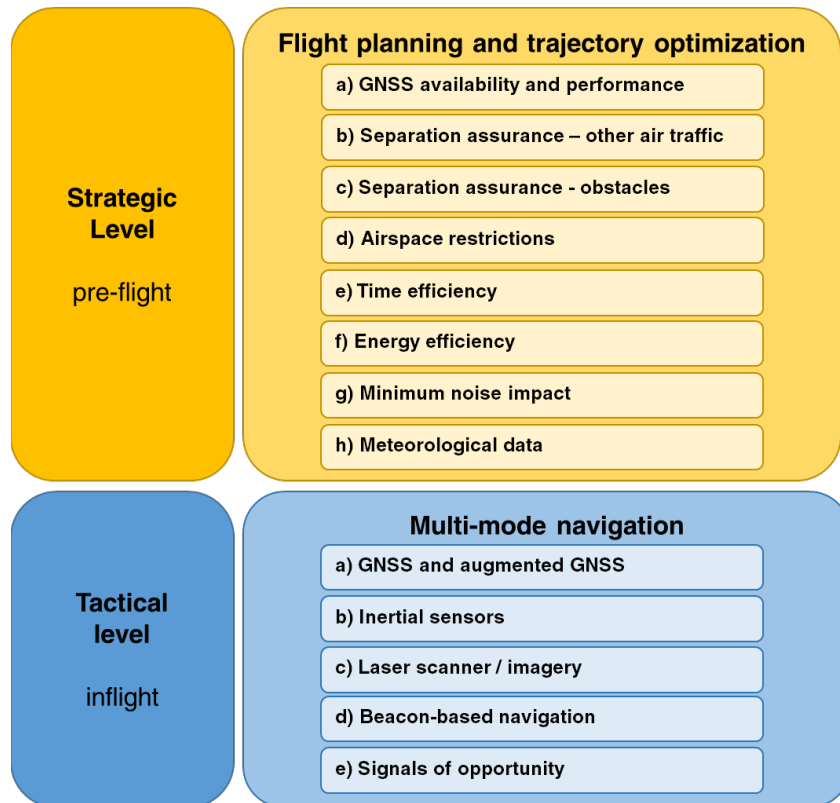 Flight planning and trajectory optimization
a) GNSS availability and performance
b) Separation assurance – other air traffic
c) Separation assurance - obstacles
d) Airspace restrictions
e) Time efficiency
f) Energy efficiency
g) Minimum noise impact
h) Meteorological data
Strategic
Level
pre-flight
Multi-mode navigation
a) GNSS and augmented GNSS
b) Inertial sensors
c) Laser scanner / imagery
d) Beacon-based navigation
e) Signals of opportunity
Tactical
level
inflight